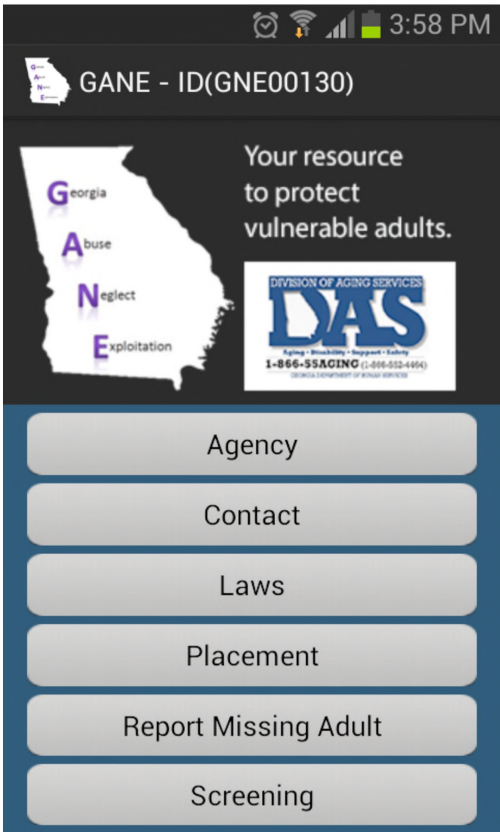 3:58 PM
GANE - ID(GNE00130)
Georgia
Abuse
Neglect
Exploitation
Your resource
to protect
vulnerable adults.
DIVISION OF AGING SERVICES
DAS
Aging • Disability • Support • Safety
1-866-55AGING (1-866-552-4464)
GEORGIA DEPARTMENT OF HUMAN SERVICES
Agency
Contact
Laws
Placement
Report Missing Adult
Screening